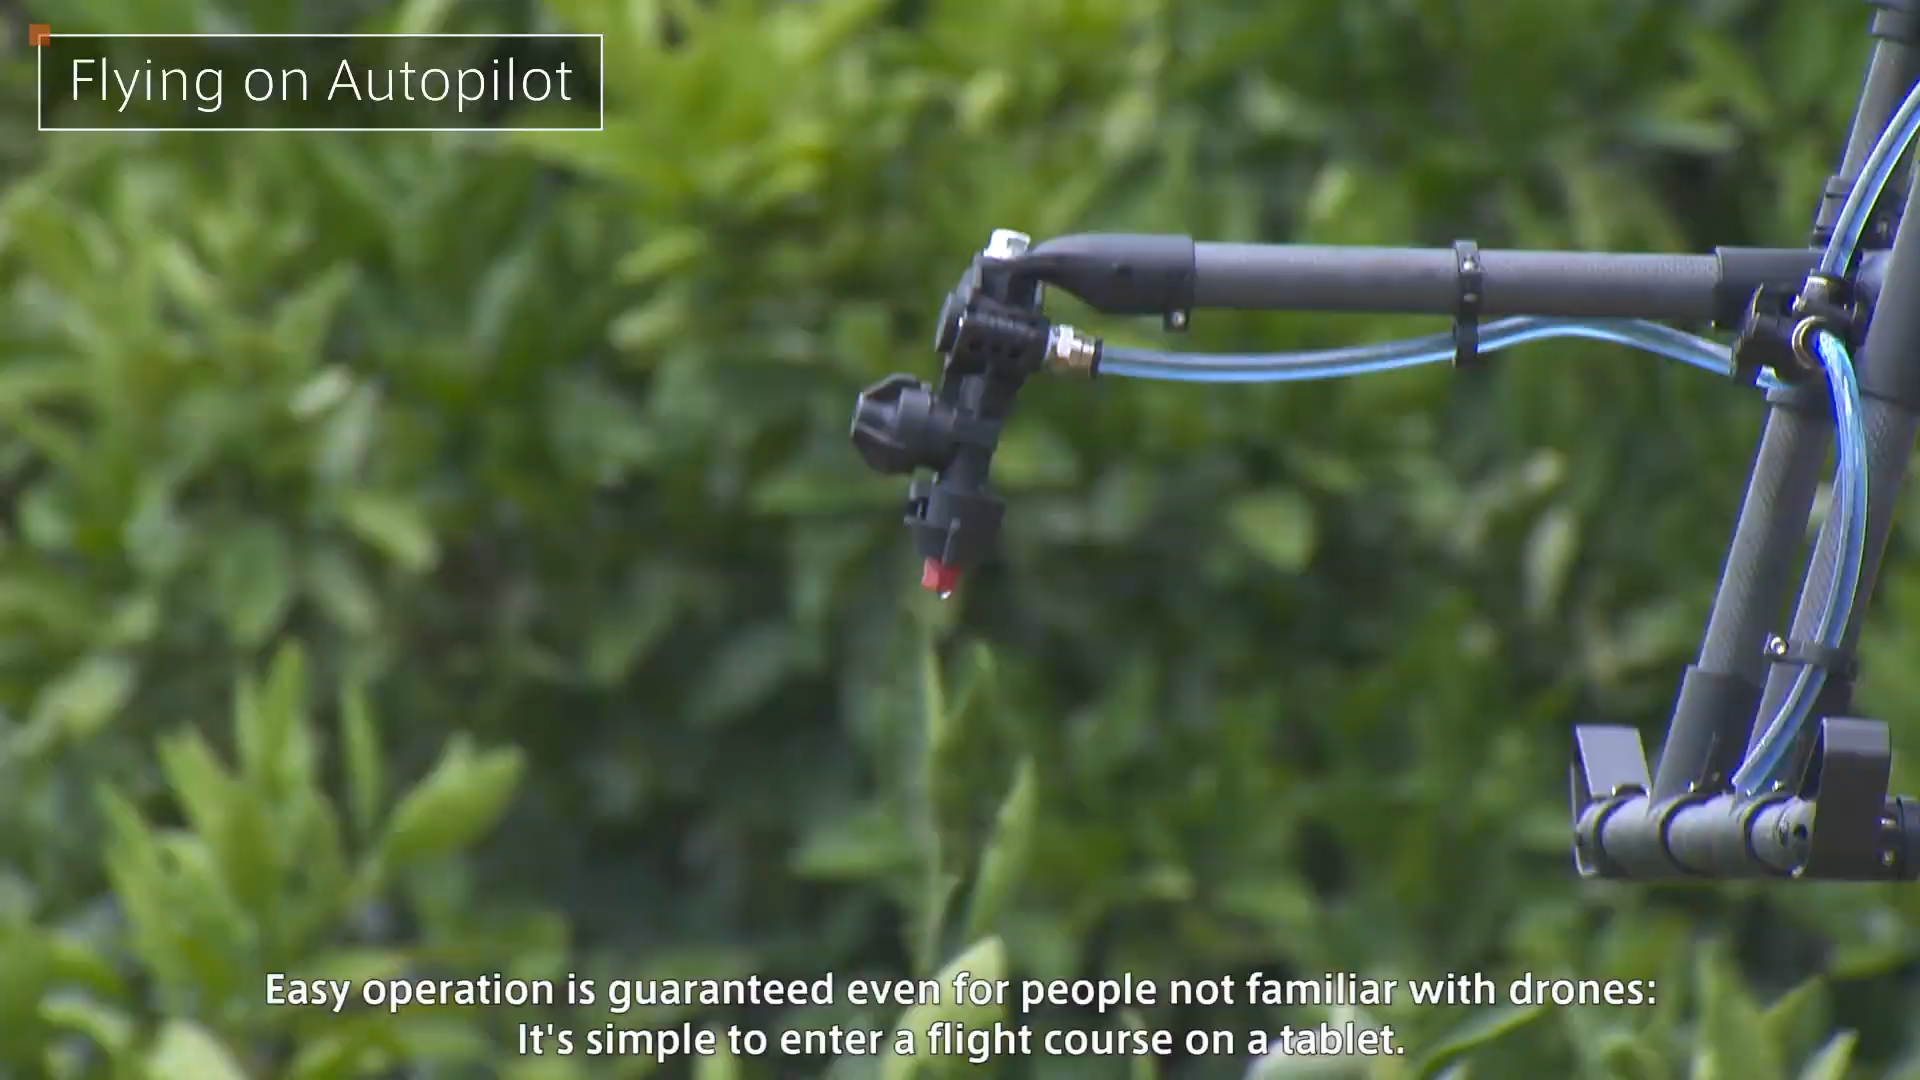 Flying on Autopilot
Easy operation is guaranteed even for people not familiar with drones:
It's simple to enter a flight course on a tablet.